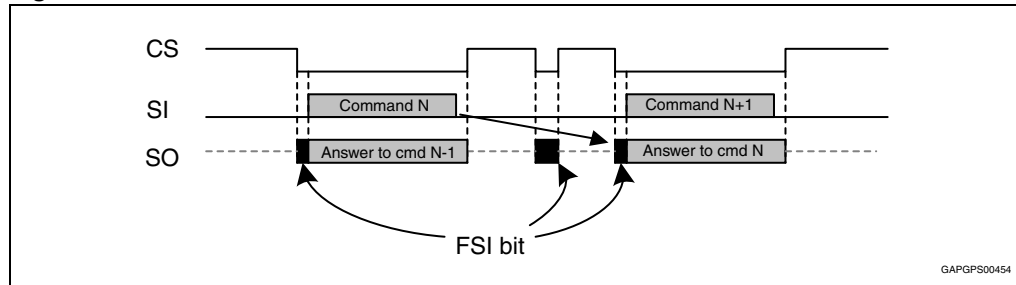 CS
SI
Command N
Command N+1
SO
Answer to cmd N-1
Answer to cmd N
FSI bit
GAPGPS00454